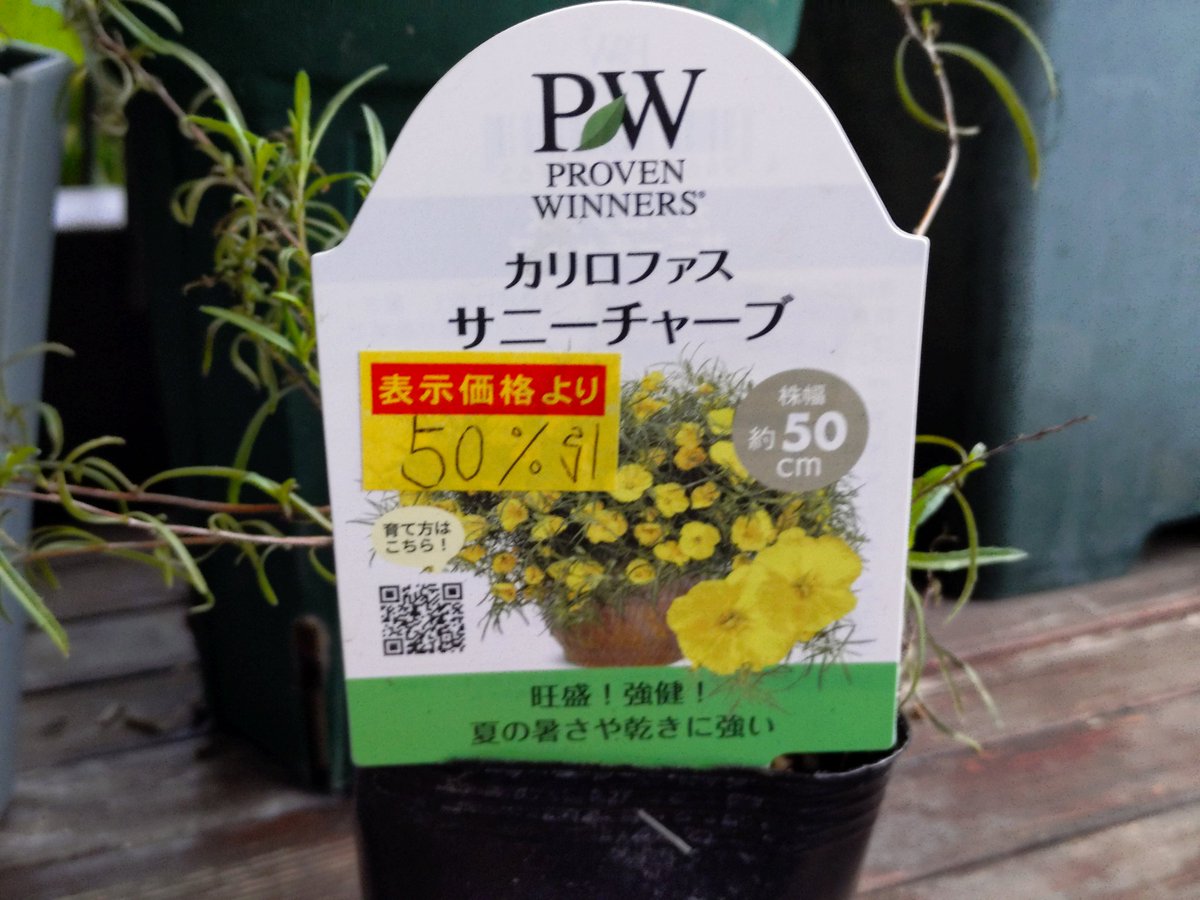 PW
PROVEN
WINNERS®
カリロファス
サニーチャーブ
表示価格より
50%引
株幅
約50
cm
育て方は
こちら!
旺盛!強健!
夏の暑さや乾きに強い